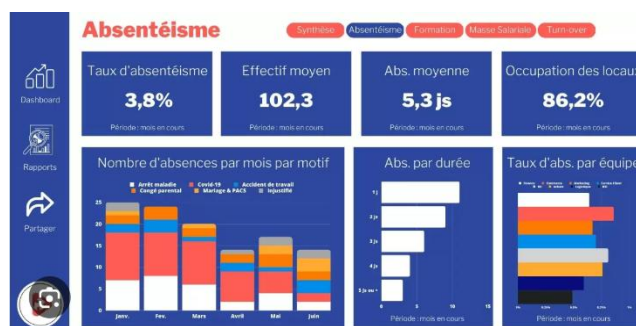 Absentéisme
Synthèse
Absentéisme
Formation
Masse Salariale
Turn-over
Dashboard
Rapports
Partager
Taux d'absentéisme
3,8%
Période : mois en cours
Effectif moyen
102,3
Période : mois en cours
Abs. moyenne
5,3 js
Période : mois en cours
Occupation des locaux
86,2%
Période : mois en cours
Nombre d'absences par mois par motif
Arrêt maladie Covid-19 Accident de travail
Congé parental Mariage & PACS Injustifié
25
20
15
10
5
0
Janv. Fev. Mars Avril Mai Juin
Abs. par durée
1 j
2 js
3 js
4 js
5 js ou +
0 5 10 15
Période : mois en cours
Taux d'abs. par équipe
Période : mois en cours